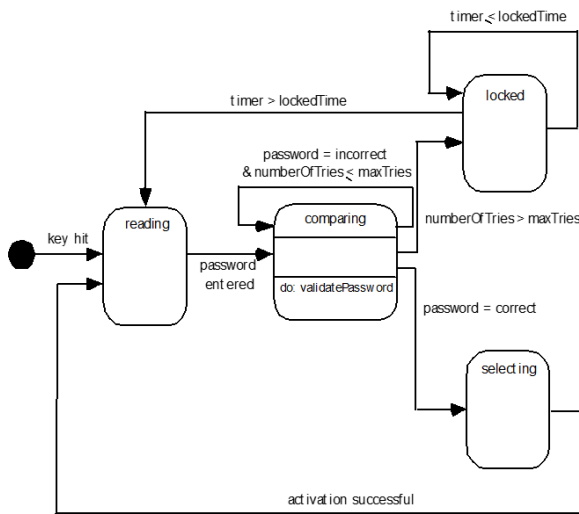 timer < lockedTime
locked
timer > lockedTime
password = incorrect
& numberOfTries < maxTries
reading
comparing
numberOfTries > maxTries
key hit
password
entered
do: validatePassword
password = correct
selecting
activation successful